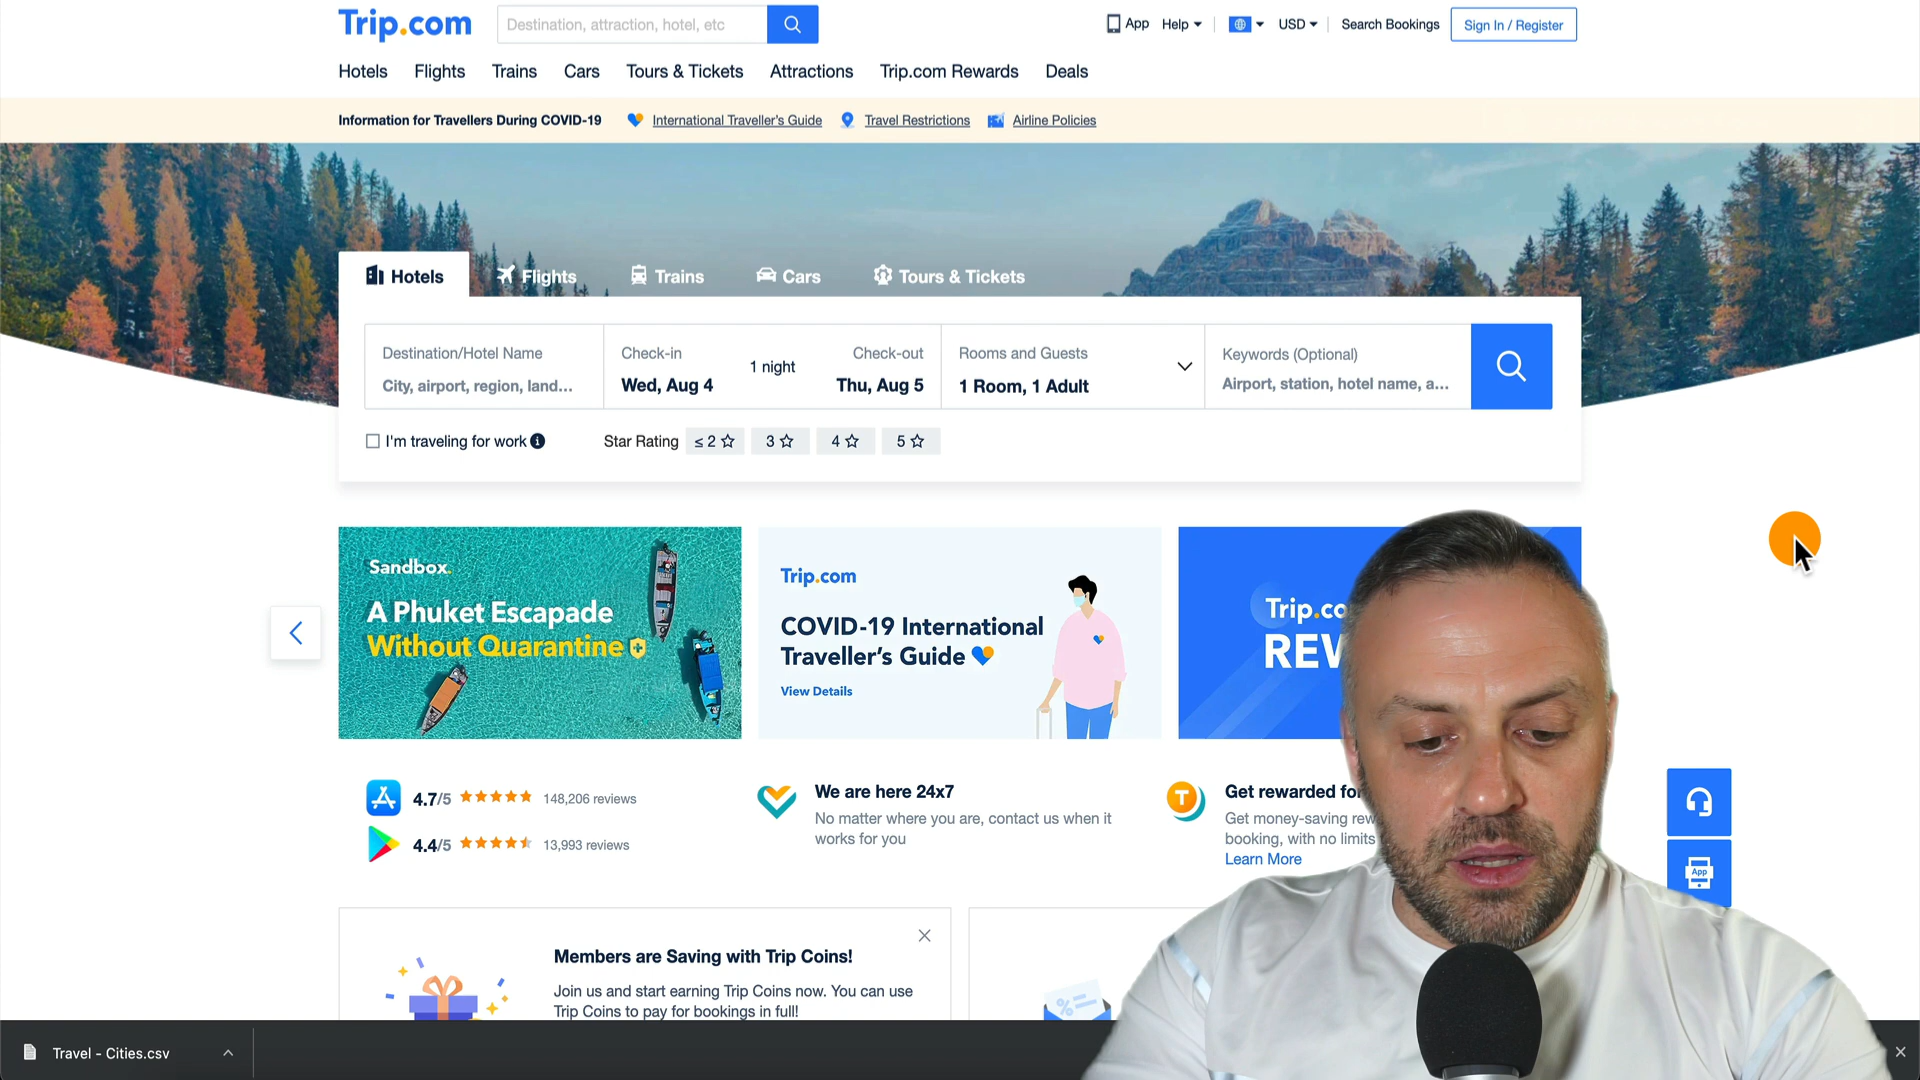 Trip.com
Destination, attraction, hotel, etc
App
Help
USD
Search Bookings
Sign In / Register
Hotels
Flights
Trains
Cars
Tours & Tickets
Attractions
Trip.com Rewards
Deals
Information for Travellers During COVID-19
International Traveller's Guide
Travel Restrictions
Airline Policies
Hotels
Flights
Trains
Cars
Tours & Tickets
Destination/Hotel Name
City, airport, region, land...
Check-in
Wed, Aug 4
1 night
Check-out
Thu, Aug 5
Rooms and Guests
1 Room, 1 Adult
Keywords (Optional)
Airport, station, hotel name, a...
I'm traveling for work
Star Rating
≤ 2 ☆
3 ☆
4 ☆
5 ☆
Sandbox.
A Phuket Escapade
Without Quarantine
Trip.com
COVID-19 International
Traveller's Guide
View Details
Trip.co
REW
4.7/5
148,206 reviews
4.4/5
13,993 reviews
We are here 24x7
No matter where you are, contact us when it
works for you
T
Get rewarded for
Get money-saving rew
booking, with no limits
Learn More
App
Members are Saving with Trip Coins!
Join us and start earning Trip Coins now. You can use
Trip Coins to pay for bookings in full!
%
Travel - Cities.csv